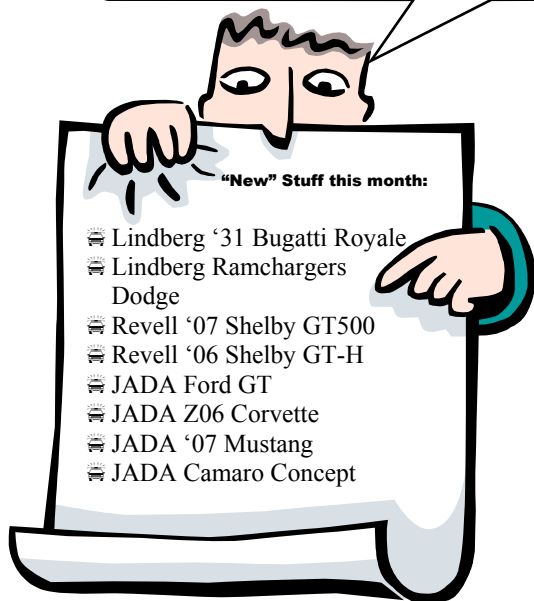 “New” Stuff this month:
🚍 Lindberg ‘31 Bugatti Royale
🚍 Lindberg Ramchargers
Dodge
🚍 Revell ‘07 Shelby GT500
🚍 Revell ‘06 Shelby GT-H
🚍 JADA Ford GT
🚍 JADA Z06 Corvette
🚍 JADA ‘07 Mustang
🚍 JADA Camaro Concept